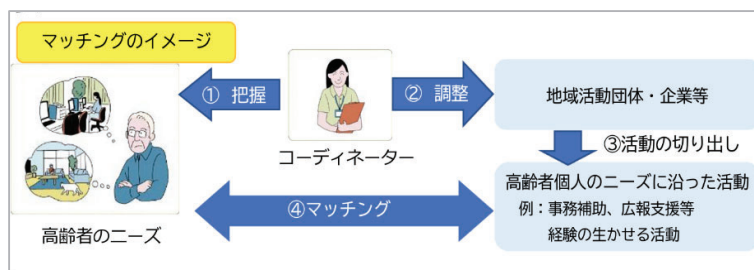 マッチングのイメージ
① 把握
② 調整
地域活動団体・企業等
コーディネーター
③活動の切り出し
高齢者個人のニーズに沿った活動
例：事務補助、広報支援等
経験の生かせる活動
④マッチング
高齢者のニーズ